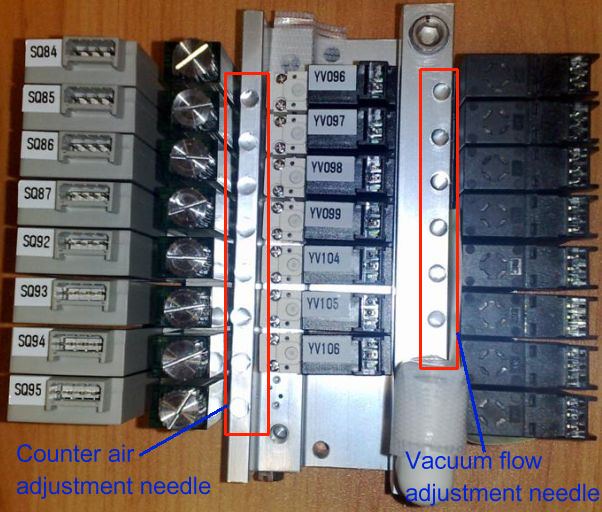 SQ84
SQ85
SQ86
SQ87
SQ92
SQ93
SQ94
SQ95
YV096
YV097
YV098
YV099
YV104
YV105
YV106
Counter air
adjustment needle
Vacuum flow
adjustment needle